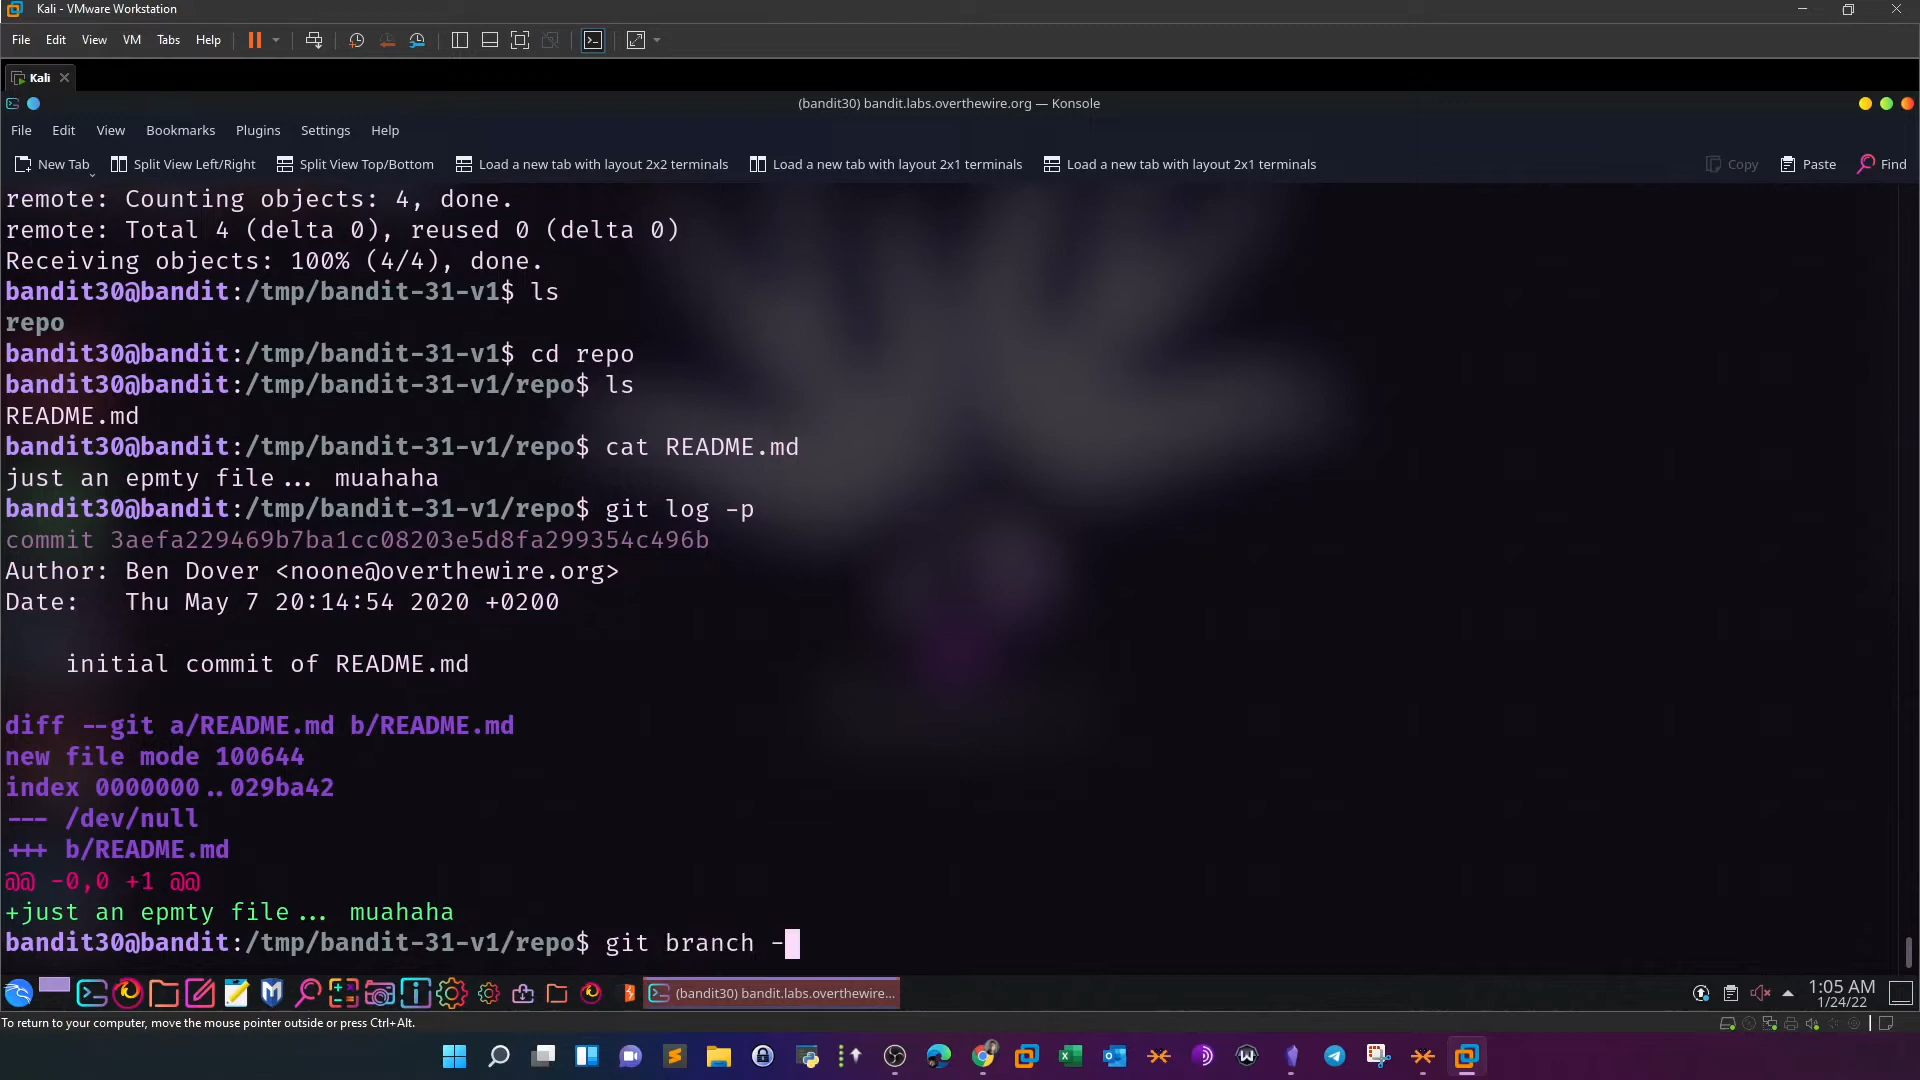 Kali - VMware Workstation
File Edit View VM Tabs Help
Kali
(bandit30) bandit.labs.overthewire.org — Konsole
File Edit View Bookmarks Plugins Settings Help
New Tab Split View Left/Right Split View Top/Bottom Load a new tab with layout 2x2 terminals Load a new tab with layout 2x1 terminals Load a new tab with layout 2x1 terminals Copy Paste Find
remote: Counting objects: 4, done.
remote: Total 4 (delta 0), reused 0 (delta 0)
Receiving objects: 100% (4/4), done.
bandit30@bandit:/tmp/bandit-31-v1$ ls
repo
bandit30@bandit:/tmp/bandit-31-v1$ cd repo
bandit30@bandit:/tmp/bandit-31-v1/repo$ ls
README.md
bandit30@bandit:/tmp/bandit-31-v1/repo$ cat README.md
just an epmty file... muahaha
bandit30@bandit:/tmp/bandit-31-v1/repo$ git log -p
commit 3aefa229469b7ba1cc08203e5d8fa299354c496b
Author: Ben Dover <noone@overthewire.org>
Date:   Thu May 7 20:14:54 2020 +0200
initial commit of README.md
diff --git a/README.md b/README.md
new file mode 100644
index 0000000..029ba42
--- /dev/null
+++ b/README.md
@@ -0,0 +1 @@
+just an epmty file... muahaha
bandit30@bandit:/tmp/bandit-31-v1/repo$ git branch -
(bandit30) bandit.labs.overthewire...
1:05 AM
1/24/22
To return to your computer, move the mouse pointer outside or press Ctrl+Alt.